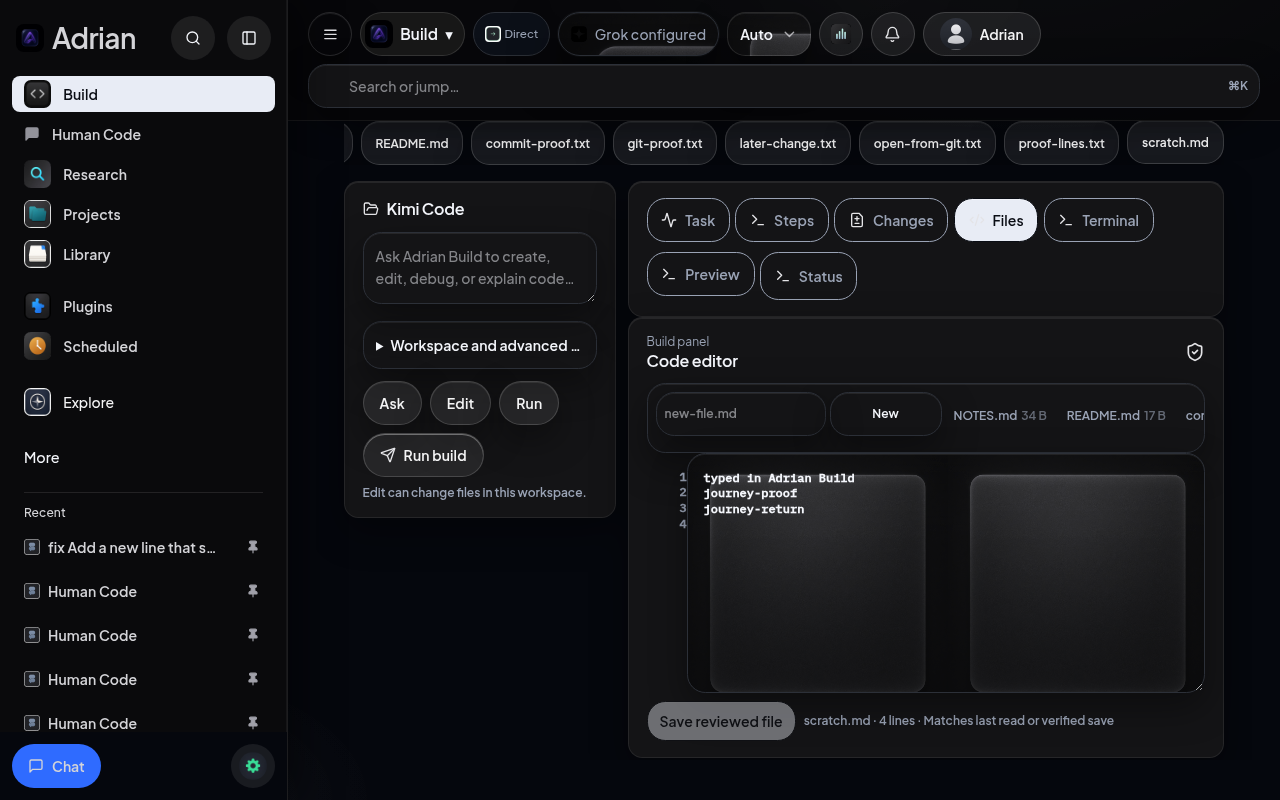 Adrian
Build
Human Code
Research
Projects
Library
Plugins
Scheduled
Explore
More
Recent
fix Add a new line that s…
Human Code
Human Code
Human Code
Human Code
Chat
Build ▾
Direct
Grok configured
Auto
Adrian
Search or jump…
⌘K
README.md
commit-proof.txt
git-proof.txt
later-change.txt
open-from-git.txt
proof-lines.txt
scratch.md
Kimi Code
Ask Adrian Build to create,
edit, debug, or explain code…
Workspace and advanced …
Ask
Edit
Run
Run build
Edit can change files in this workspace.
Task
Steps
Changes
Files
Terminal
Preview
Status
Build panel
Code editor
new-file.md
New
NOTES.md 34 B
README.md 17 B
1 typed in Adrian Build
2 journey-proof
3 journey-return
4
Save reviewed file
scratch.md · 4 lines · Matches last read or verified save